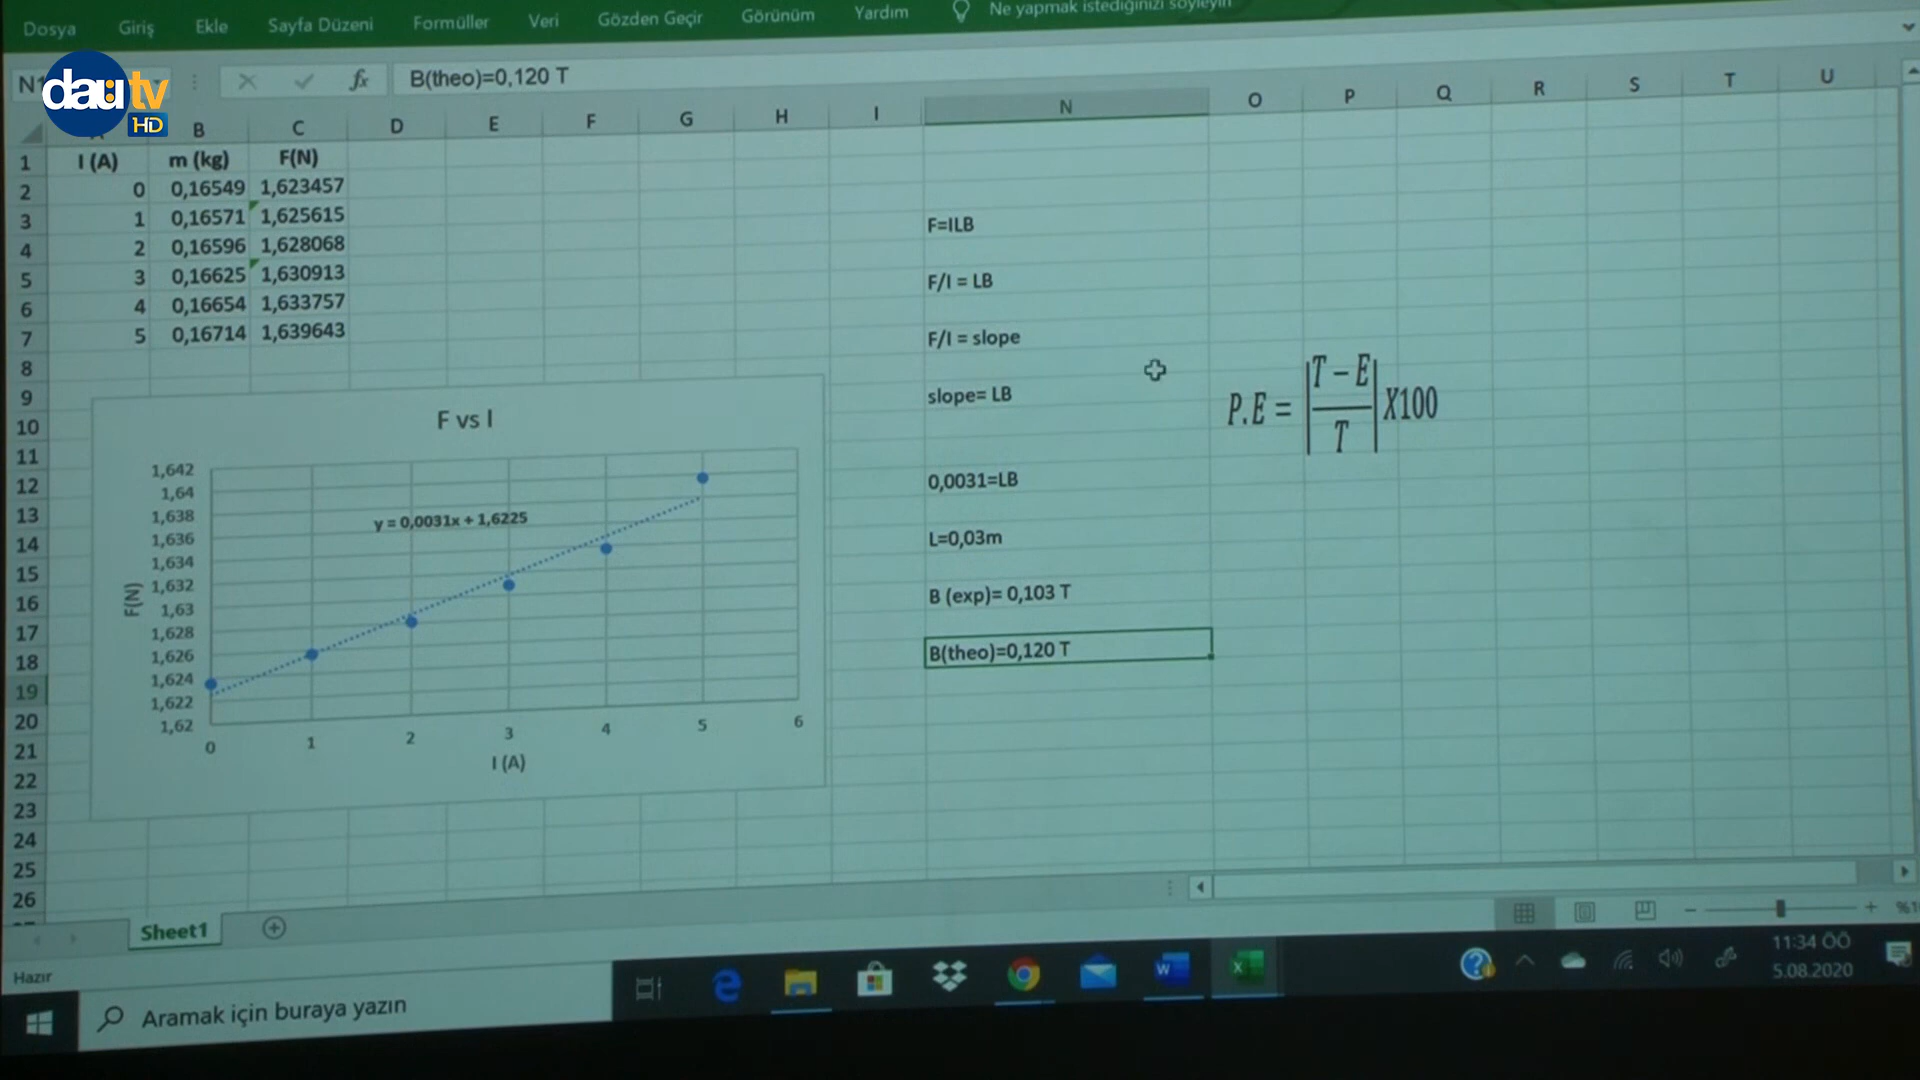 Dosya Giriş Ekle Sayfa Düzeni Formüller Veri Gözden Geçir Görünüm Yardım Ne yapmak istediğinizi söyleyin
daü tv
HD
B(theo)=0,120 T
B C D E F G H I N O P Q R S T U
1 I (A) m (kg) F(N)
2 0 0,16549 1,623457
3 1 0,16571 1,625615
4 2 0,16596 1,628068
5 3 0,16625 1,630913
6 4 0,16654 1,633757
7 5 0,16714 1,639643
8
9
10
11
12
13
14
15
16
17
18
19
20
21
22
23
24
25
26
F vs I
y = 0,0031x + 1,6225
F(N)
1,642
1,64
1,638
1,636
1,634
1,632
1,63
1,628
1,626
1,624
1,622
1,62
0 1 2 3 4 5 6
I (A)
F=ILB
F/I = LB
F/I = slope
slope= LB
0,0031=LB
L=0,03m
B (exp)= 0,103 T
B(theo)=0,120 T
P.E = |T − E / T| X100
Sheet1
Hazır
Aramak için buraya yazın
11:34 ÖÖ
5.08.2020